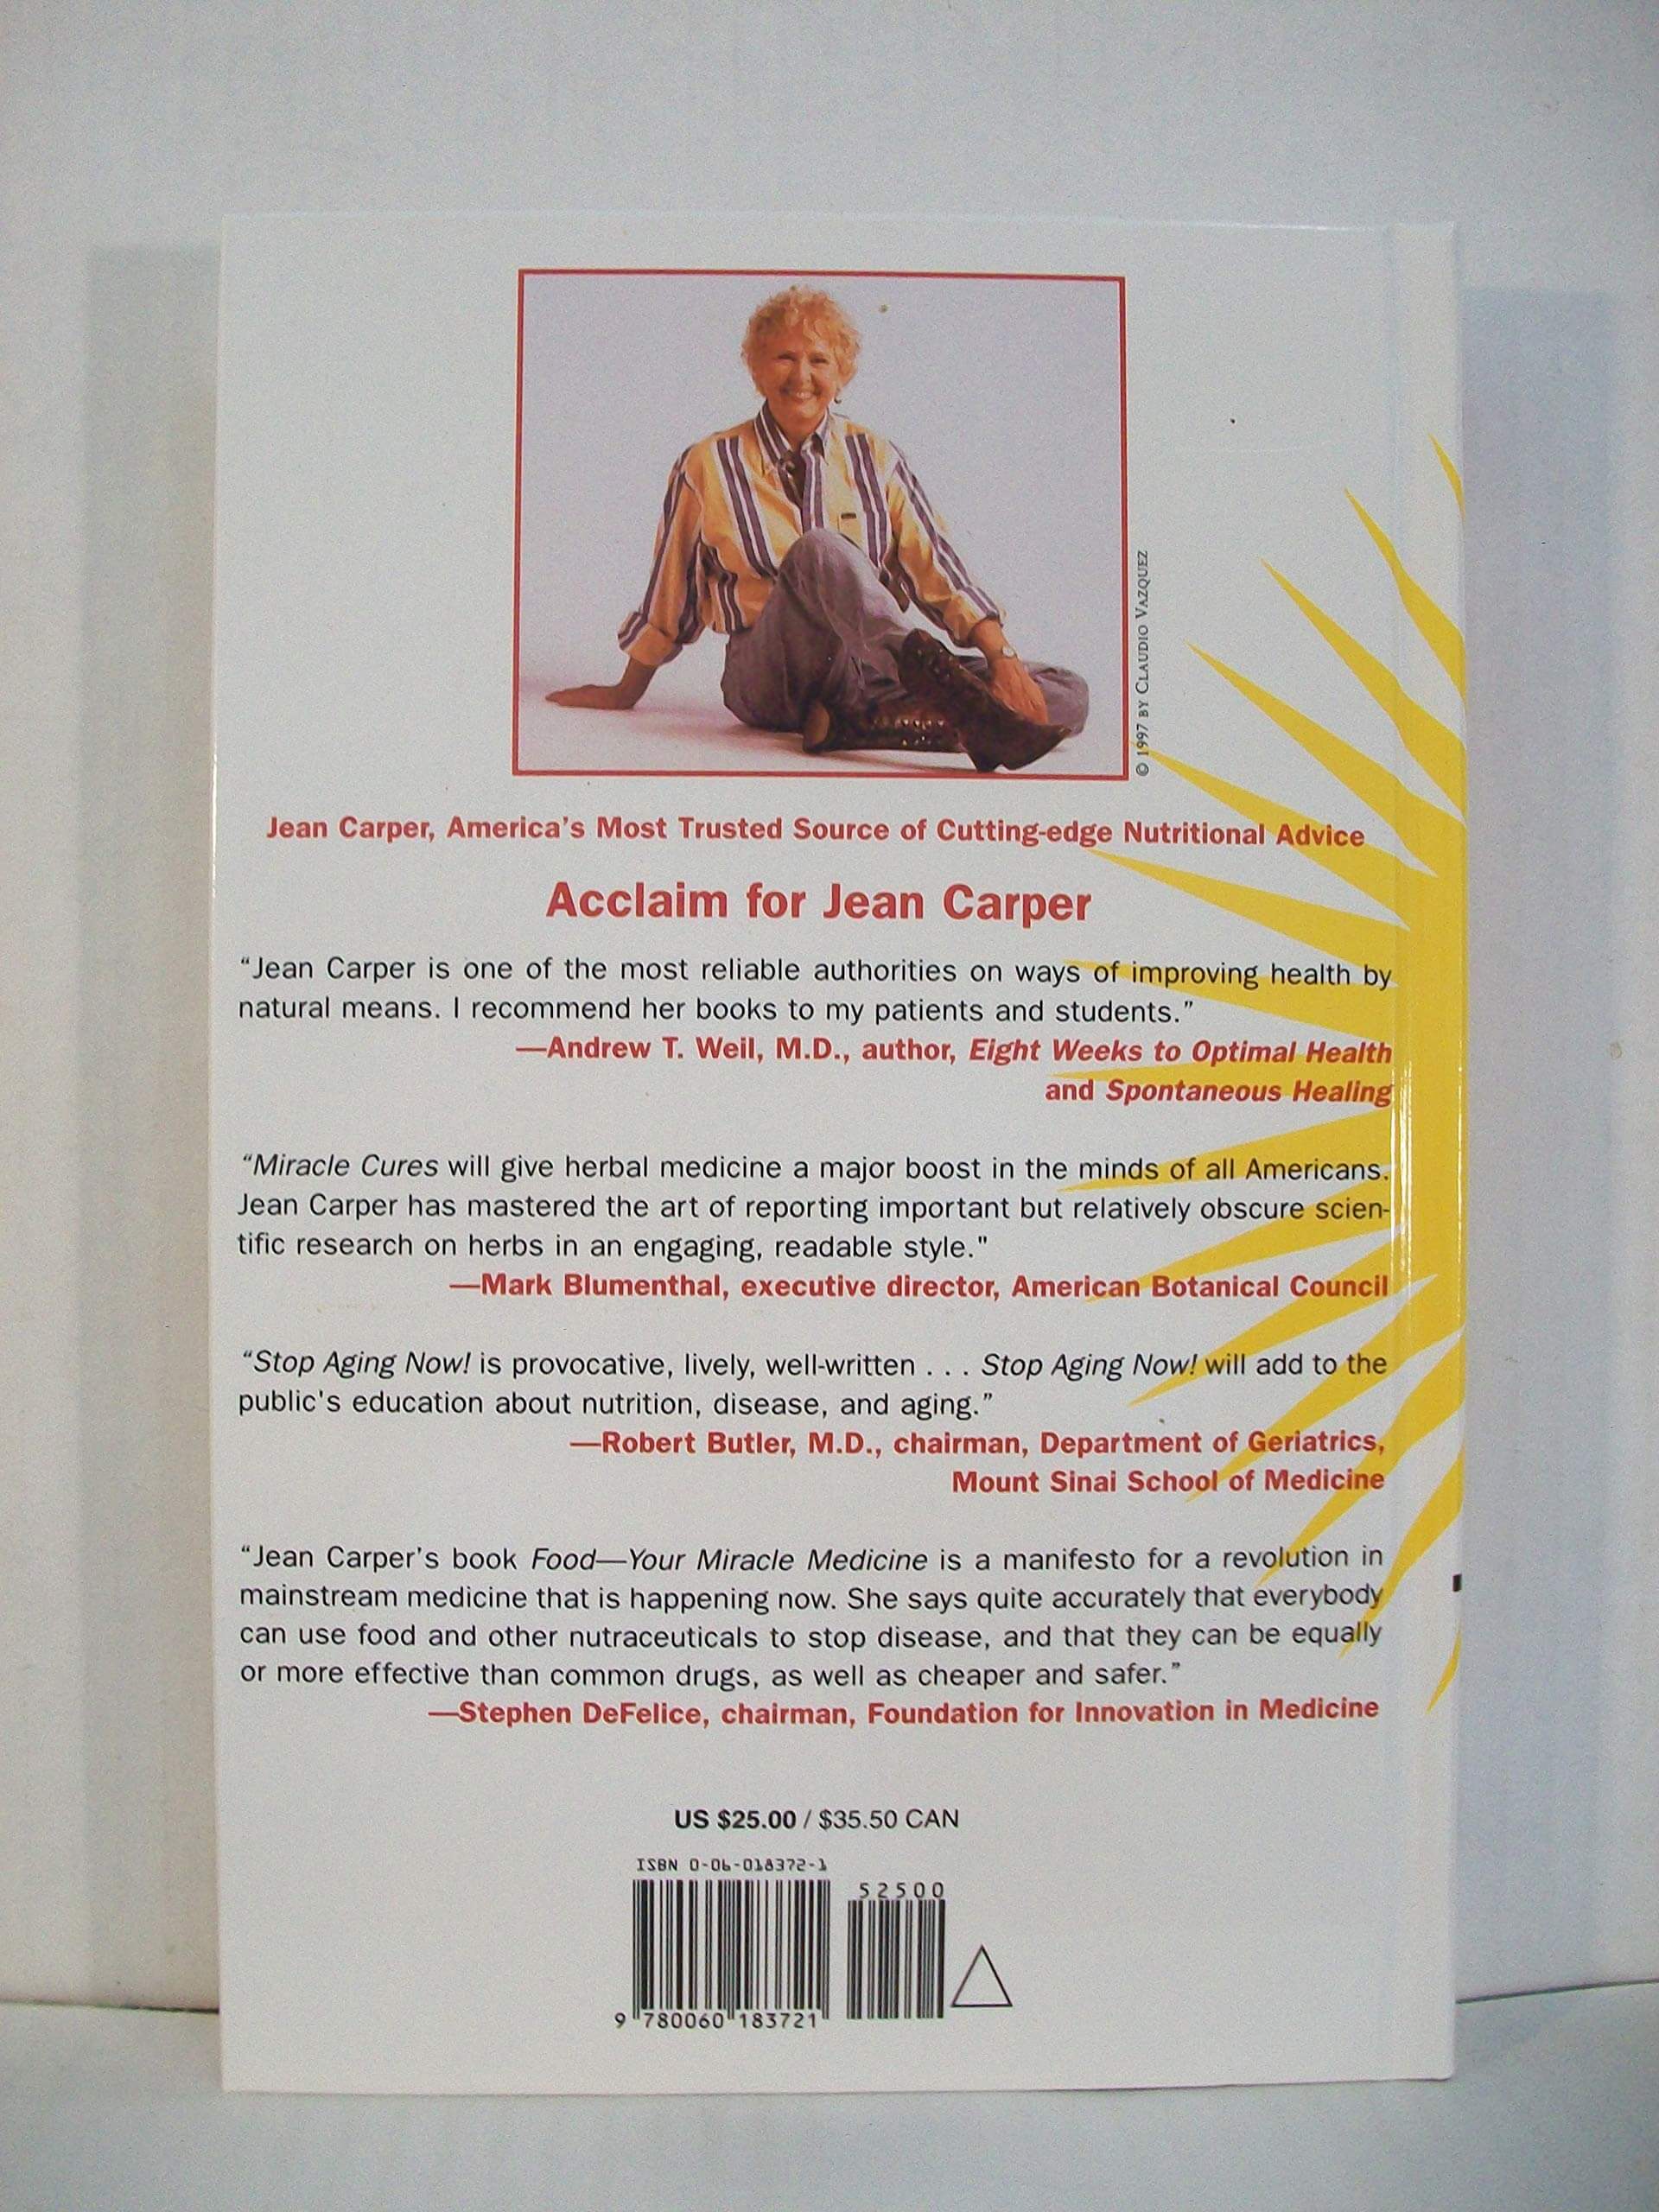 © 1997 BY CLAUDIO VAZQUEZ
Jean Carper, America's Most Trusted Source of Cutting-edge Nutritional Advice
Acclaim for Jean Carper
“Jean Carper is one of the most reliable authorities on ways of improving health by
natural means. I recommend her books to my patients and students.”
—Andrew T. Weil, M.D., author, Eight Weeks to Optimal Health
and Spontaneous Healing
“Miracle Cures will give herbal medicine a major boost in the minds of all Americans.
Jean Carper has mastered the art of reporting important but relatively obscure scien-
tific research on herbs in an engaging, readable style."
—Mark Blumenthal, executive director, American Botanical Council
“Stop Aging Now! is provocative, lively, well-written . . . Stop Aging Now! will add to the
public's education about nutrition, disease, and aging.”
—Robert Butler, M.D., chairman, Department of Geriatrics,
Mount Sinai School of Medicine
“Jean Carper’s book Food—Your Miracle Medicine is a manifesto for a revolution in
mainstream medicine that is happening now. She says quite accurately that everybody
can use food and other nutraceuticals to stop disease, and that they can be equally
or more effective than common drugs, as well as cheaper and safer.”
—Stephen DeFelice, chairman, Foundation for Innovation in Medicine
US $25.00 / $35.50 CAN
ISBN 0-06-018372-1
52500
9 780060 183721